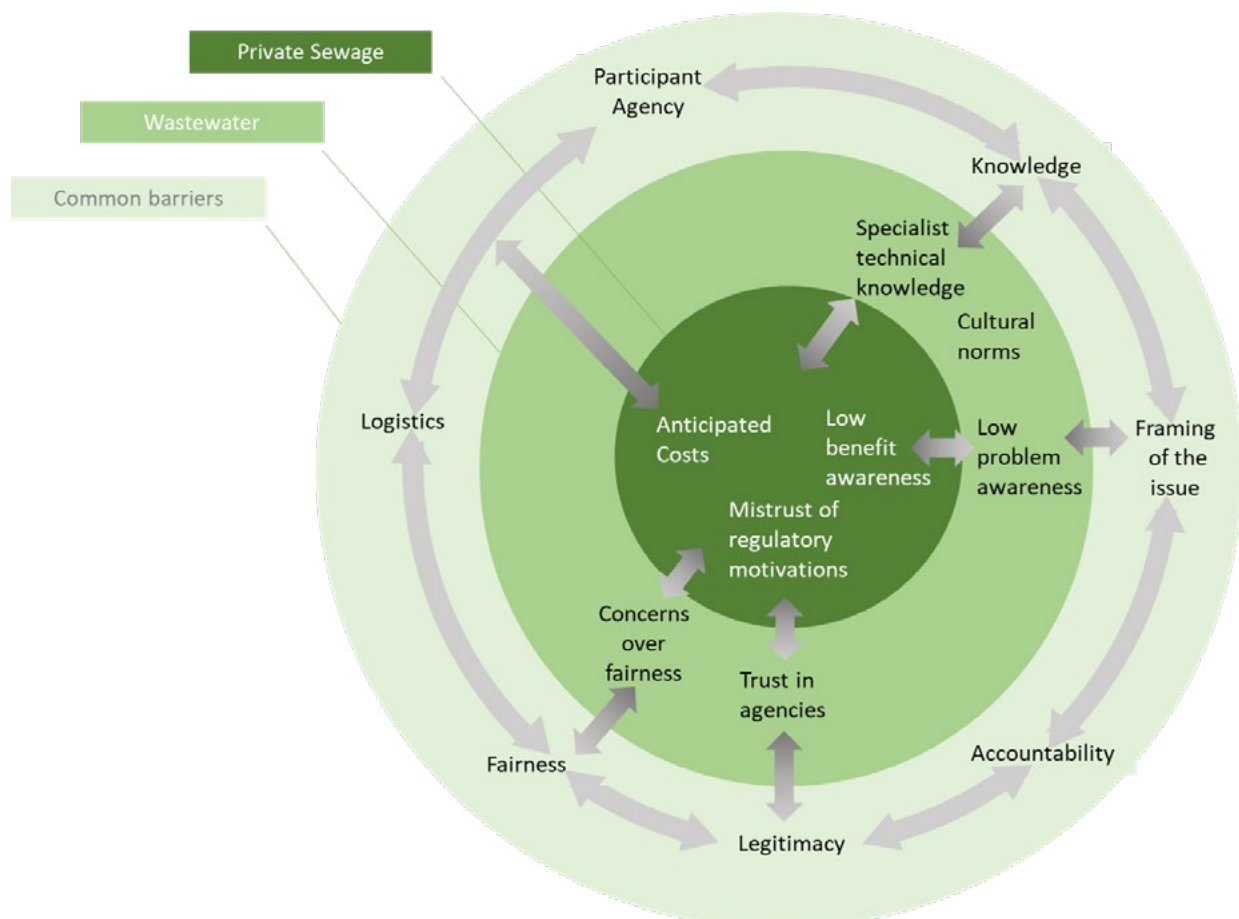 Private Sewage
Wastewater
Common barriers
Participant
Agency
Knowledge
Specialist
technical
knowledge
Cultural
norms
Logistics
Anticipated
Costs
Low
benefit
awareness
Low
problem
awareness
Framing
of the
issue
Mistrust of
regulatory
motivations
Concerns
over
fairness
Trust in
agencies
Fairness
Accountability
Legitimacy